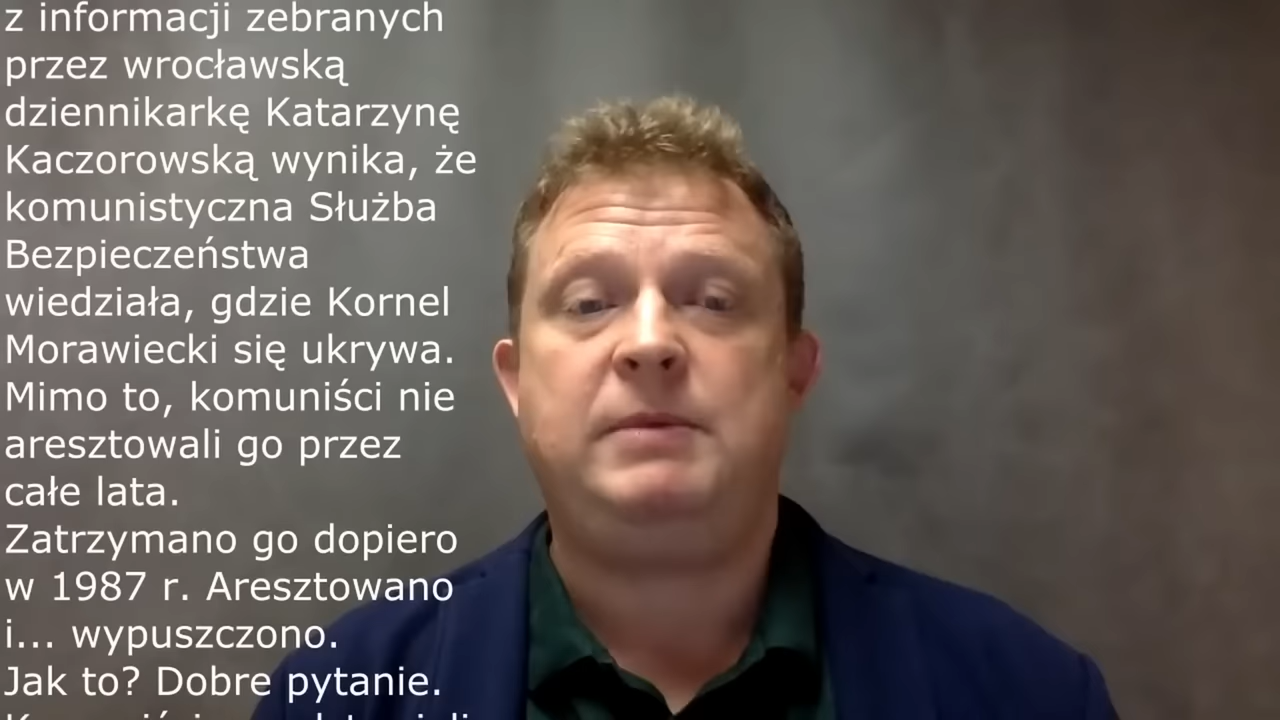 z informacji zebranych
przez wrocławską
dziennikarkę Katarzynę
Kaczorowską wynika, że
komunistyczna Służba
Bezpieczeństwa
wiedziała, gdzie Kornel
Morawiecki się ukrywa.
Mimo to, komuniści nie
aresztowali go przez
całe lata.
Zatrzymano go dopiero
w 1987 r. Aresztowano
i... wypuszczono.
Jak to? Dobre pytanie.